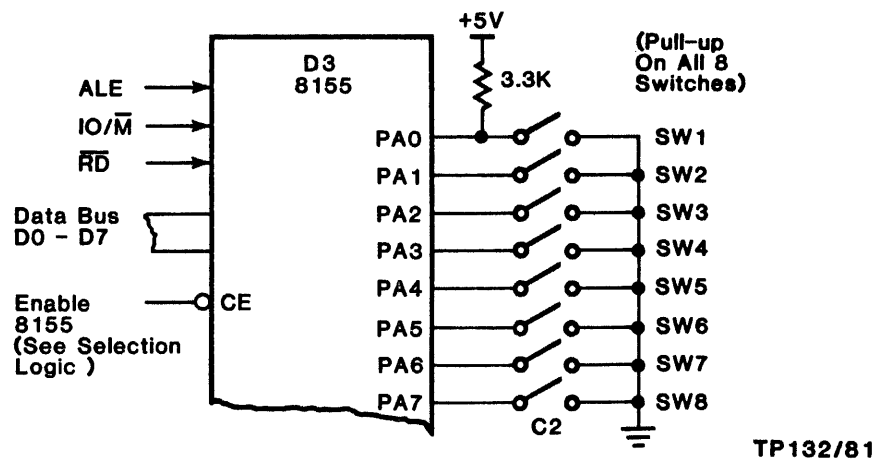 +5V
(Pull-up
On All 8
Switches)
D3
8155
3.3K
ALE
IO/M̅
R̅D̅
Data Bus
D0 - D7
Enable
8155
(See Selection
Logic )
CE
PA0
PA1
PA2
PA3
PA4
PA5
PA6
PA7
SW1
SW2
SW3
SW4
SW5
SW6
SW7
SW8
C2
TP132/81